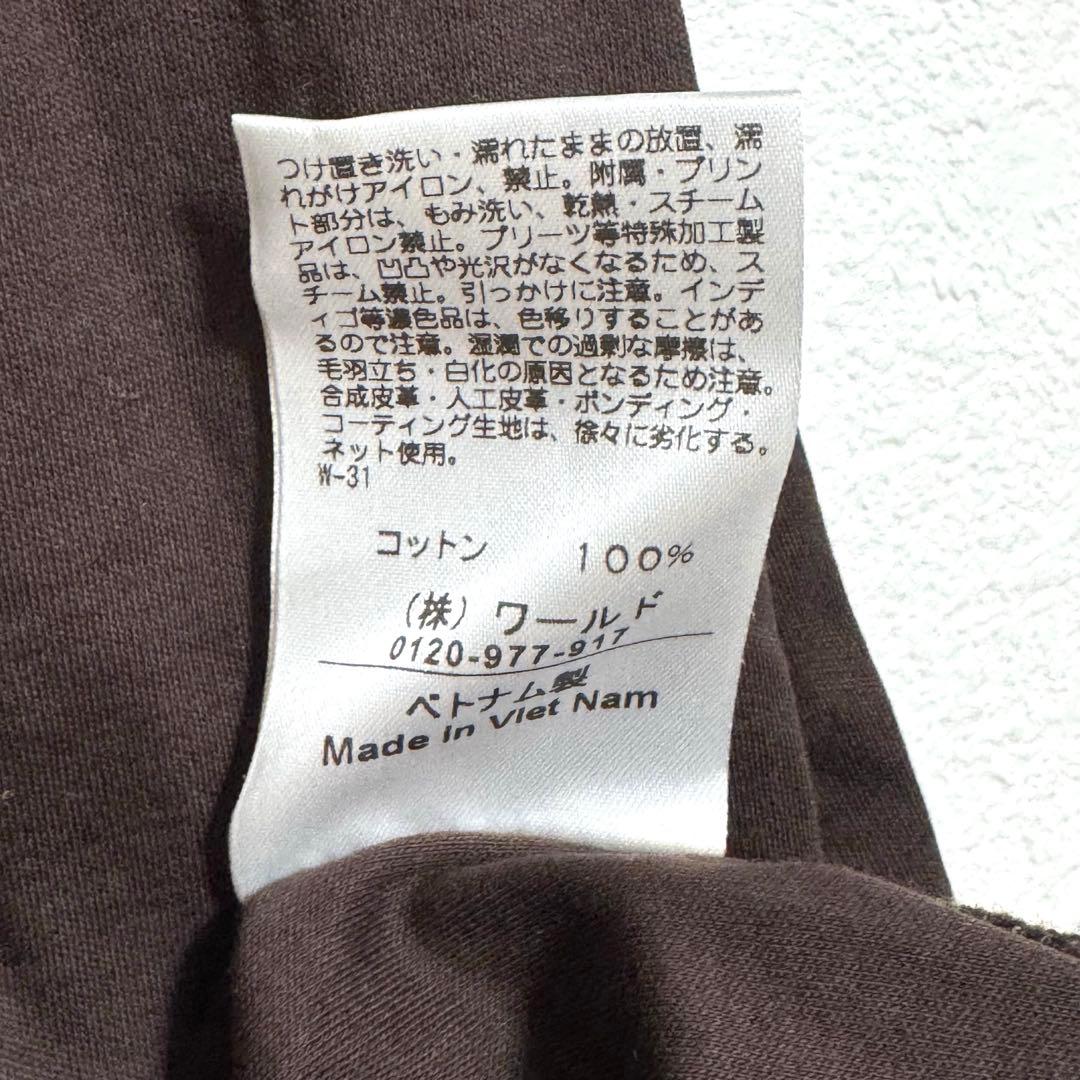 つけ置き洗い・濡れたままの放置、濡
れがけアイロン、禁止。附属・プリン
ト部分は、もみ洗い、乾熱・スチーム
アイロン禁止。プリーツ等特殊加工製
品は、凹凸や光沢がなくなるため、ス
チーム禁止。引っかけに注意。インデ
ィゴ等濃色品は、色移りすることがあ
るので注意。湿潤での過剰な摩擦は、
毛羽立ち・白化の原因となるため注意。
合成皮革・人工皮革・ボンディング・
コーティング生地は、徐々に劣化する。
ネット使用。
W-31
コットン 100%
(株) ワールド
0120-977-917
ベトナム製
Made in Viet Nam